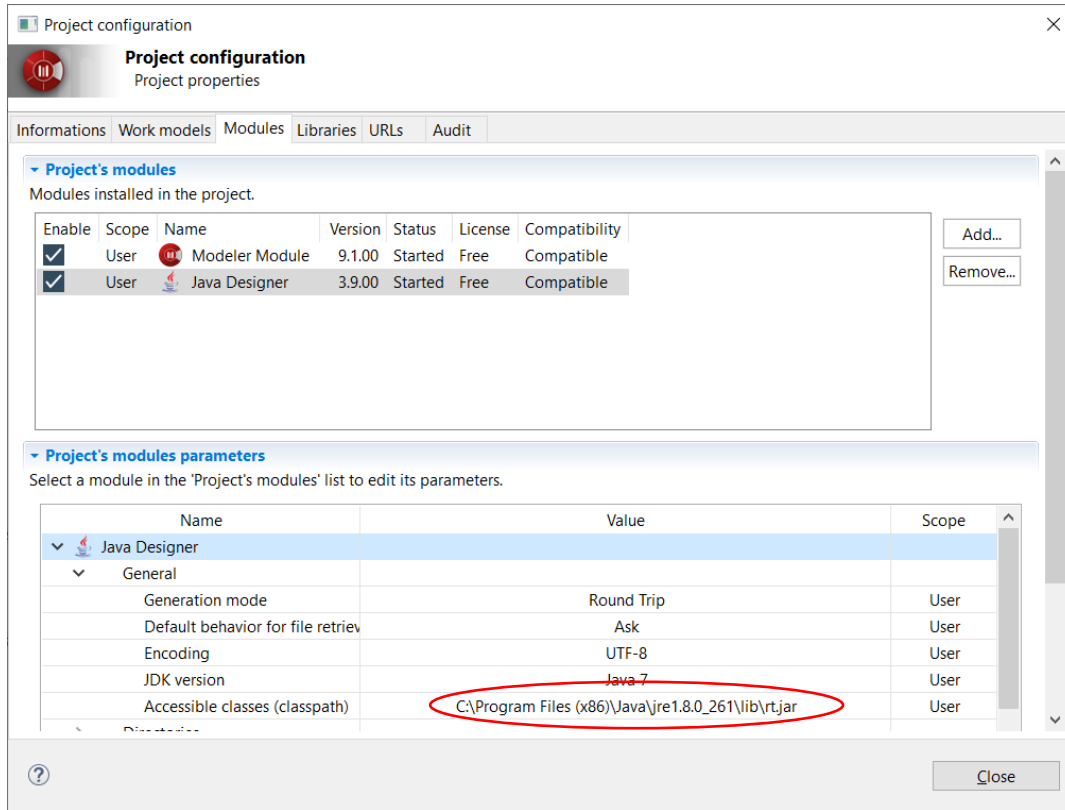 Project configuration
Project configuration
Project properties
Informations Work models Modules Libraries URLs Audit
Project's modules
Modules installed in the project.
Enable Scope Name Version Status License Compatibility
User Modeler Module 9.1.00 Started Free Compatible
User Java Designer 3.9.00 Started Free Compatible
Add...
Remove...
Project's modules parameters
Select a module in the 'Project's modules' list to edit its parameters.
Name Value Scope
Java Designer
General
Generation mode Round Trip User
Default behavior for file retriev Ask User
Encoding UTF-8 User
JDK version Java 7 User
Accessible classes (classpath) C:\Program Files (x86)\Java\jre1.8.0_261\lib\rt.jar User
Close